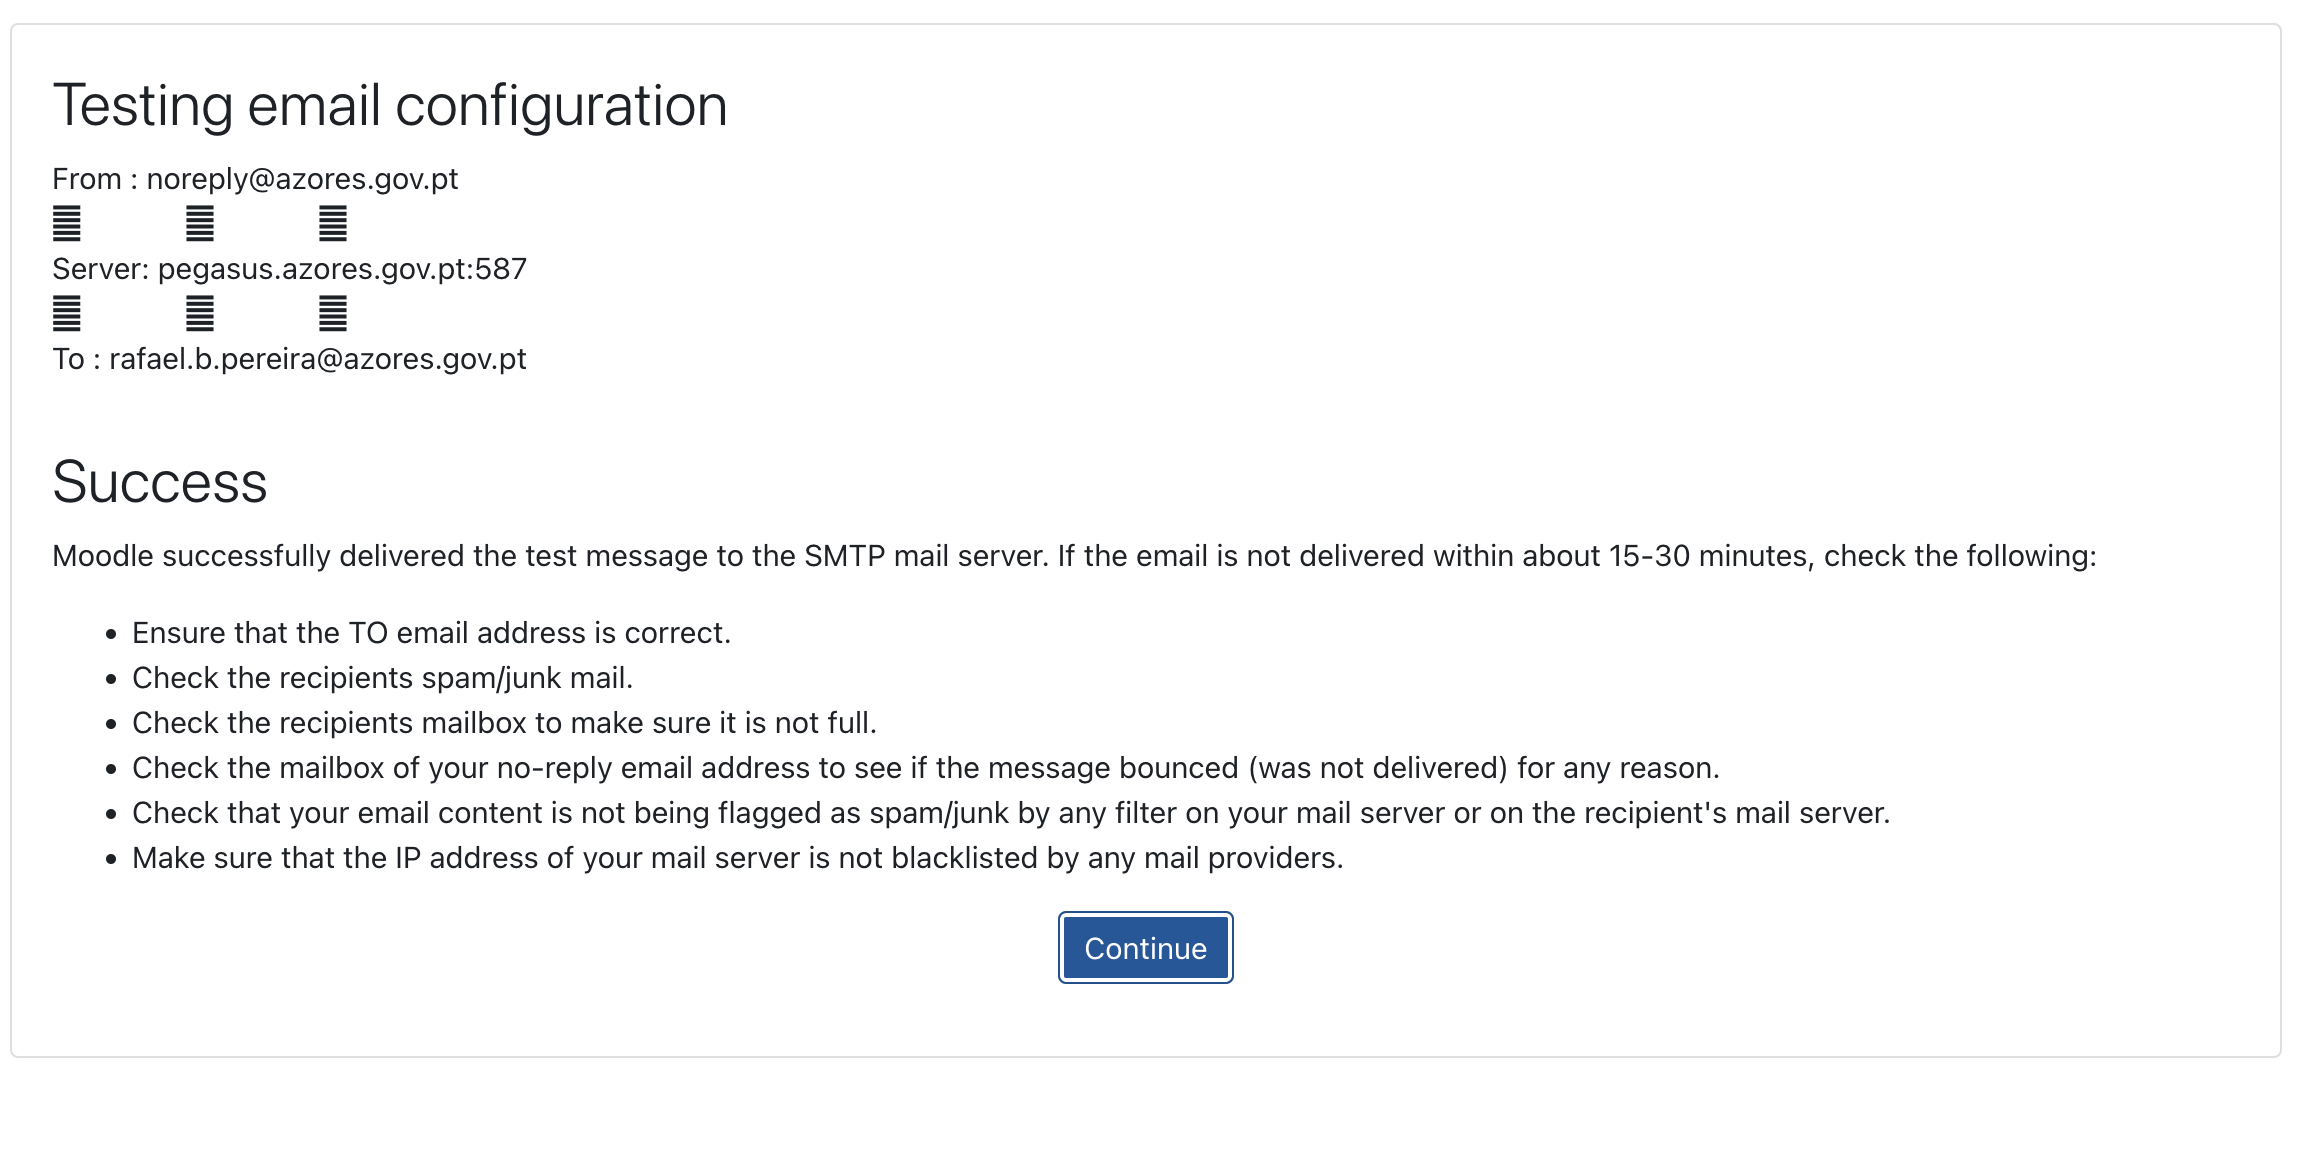 Testing email configuration
From : noreply@azores.gov.pt
Server: pegasus.azores.gov.pt:587
To : rafael.b.pereira@azores.gov.pt
Success
Moodle successfully delivered the test message to the SMTP mail server. If the email is not delivered within about 15-30 minutes, check the following:
• Ensure that the TO email address is correct.
• Check the recipients spam/junk mail.
• Check the recipients mailbox to make sure it is not full.
• Check the mailbox of your no-reply email address to see if the message bounced (was not delivered) for any reason.
• Check that your email content is not being flagged as spam/junk by any filter on your mail server or on the recipient's mail server.
• Make sure that the IP address of your mail server is not blacklisted by any mail providers.
Continue